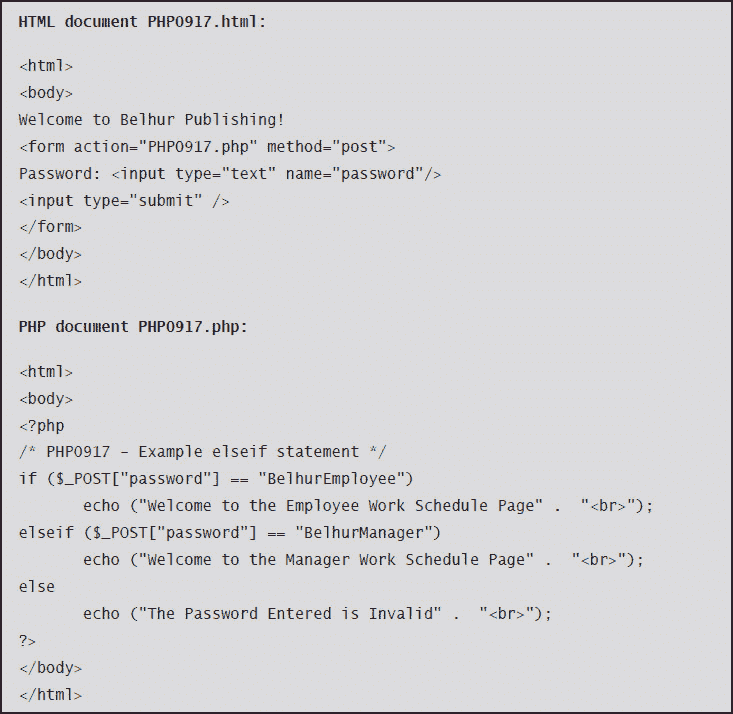 HTML document PHP0917.html:
<html>
<body>
Welcome to Belhur Publishing!
<form action="PHP0917.php" method="post">
Password: <input type="text" name="password"/>
<input type="submit" />
</form>
</body>
</html>
PHP document PHP0917.php:
<html>
<body>
<?php
/* PHP0917 – Example elseif statement */
if ($_POST["password"] == "BelhurEmployee")
        echo ("Welcome to the Employee Work Schedule Page" .  "<br>");
elseif ($_POST["password"] == "BelhurManager")
        echo ("Welcome to the Manager Work Schedule Page" .  "<br>");
else
        echo ("The Password Entered is Invalid" .  "<br>");
?>
</body>
</html>